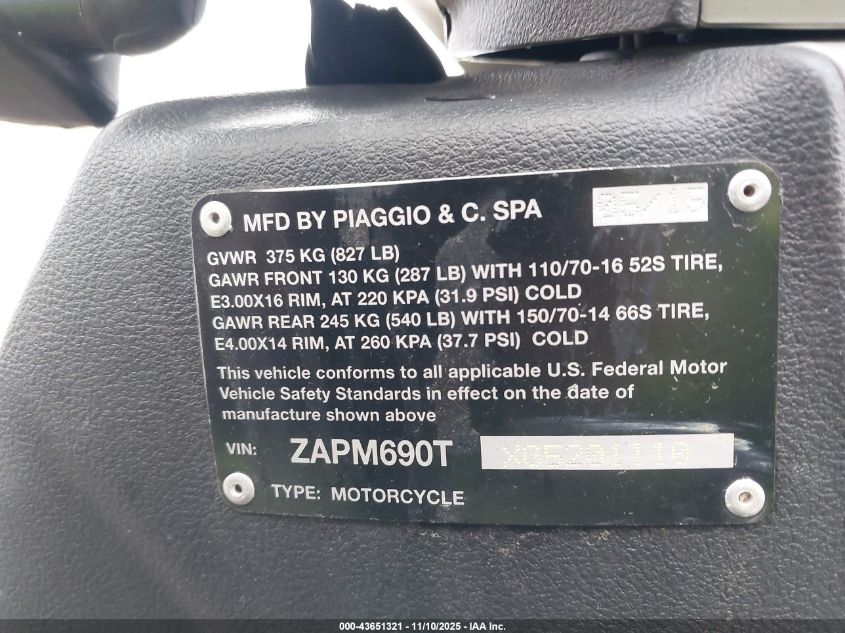 MFD BY PIAGGIO & C. SPA
GVWR 375 KG (827 LB)
GAWR FRONT 130 KG (287 LB) WITH 110/70-16 52S TIRE,
E3.00X16 RIM, AT 220 KPA (31.9 PSI) COLD
GAWR REAR 245 KG (540 LB) WITH 150/70-14 66S TIRE,
E4.00X14 RIM, AT 260 KPA (37.7 PSI) COLD
This vehicle conforms to all applicable U.S. Federal Motor
Vehicle Safety Standards in effect on the date of
manufacture shown above
VIN: ZAPM690T
TYPE: MOTORCYCLE
000-43651321 — 11/10/2025 — IAA Inc.